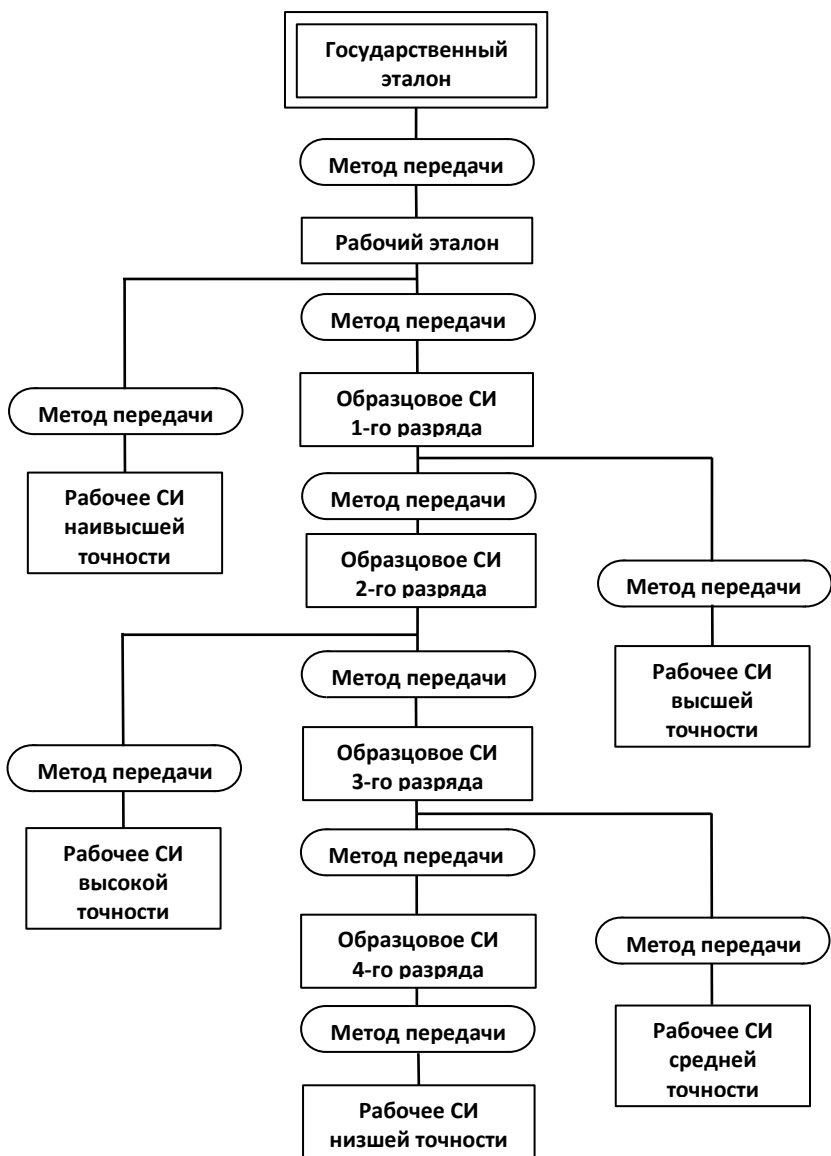 Государственный
эталон
Метод передачи
Рабочий эталон
Метод передачи
Метод передачи
Образцовое СИ
1-го разряда
Рабочее СИ
наивысшей
точности
Метод передачи
Образцовое СИ
2-го разряда
Метод передачи
Рабочее СИ
высшей
точности
Метод передачи
Метод передачи
Образцовое СИ
3-го разряда
Рабочее СИ
высокой
точности
Метод передачи
Образцовое СИ
4-го разряда
Метод передачи
Рабочее СИ
средней
точности
Метод передачи
Рабочее СИ
низшей точности